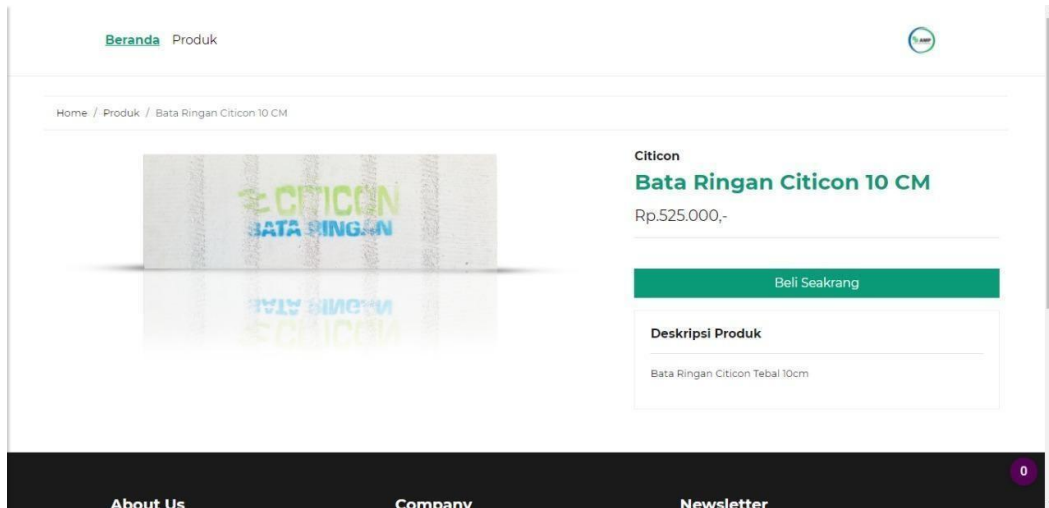 Beranda Produk
AMP
Home / Produk / Bata Ringan Citicon 10 CM
CITICON
BATA RINGAN
Citicon
Bata Ringan Citicon 10 CM
Rp.525.000,-
Beli Seakrang
Deskripsi Produk
Bata Ringan Citicon Tebal 10cm
0
About Us Company Newsletter